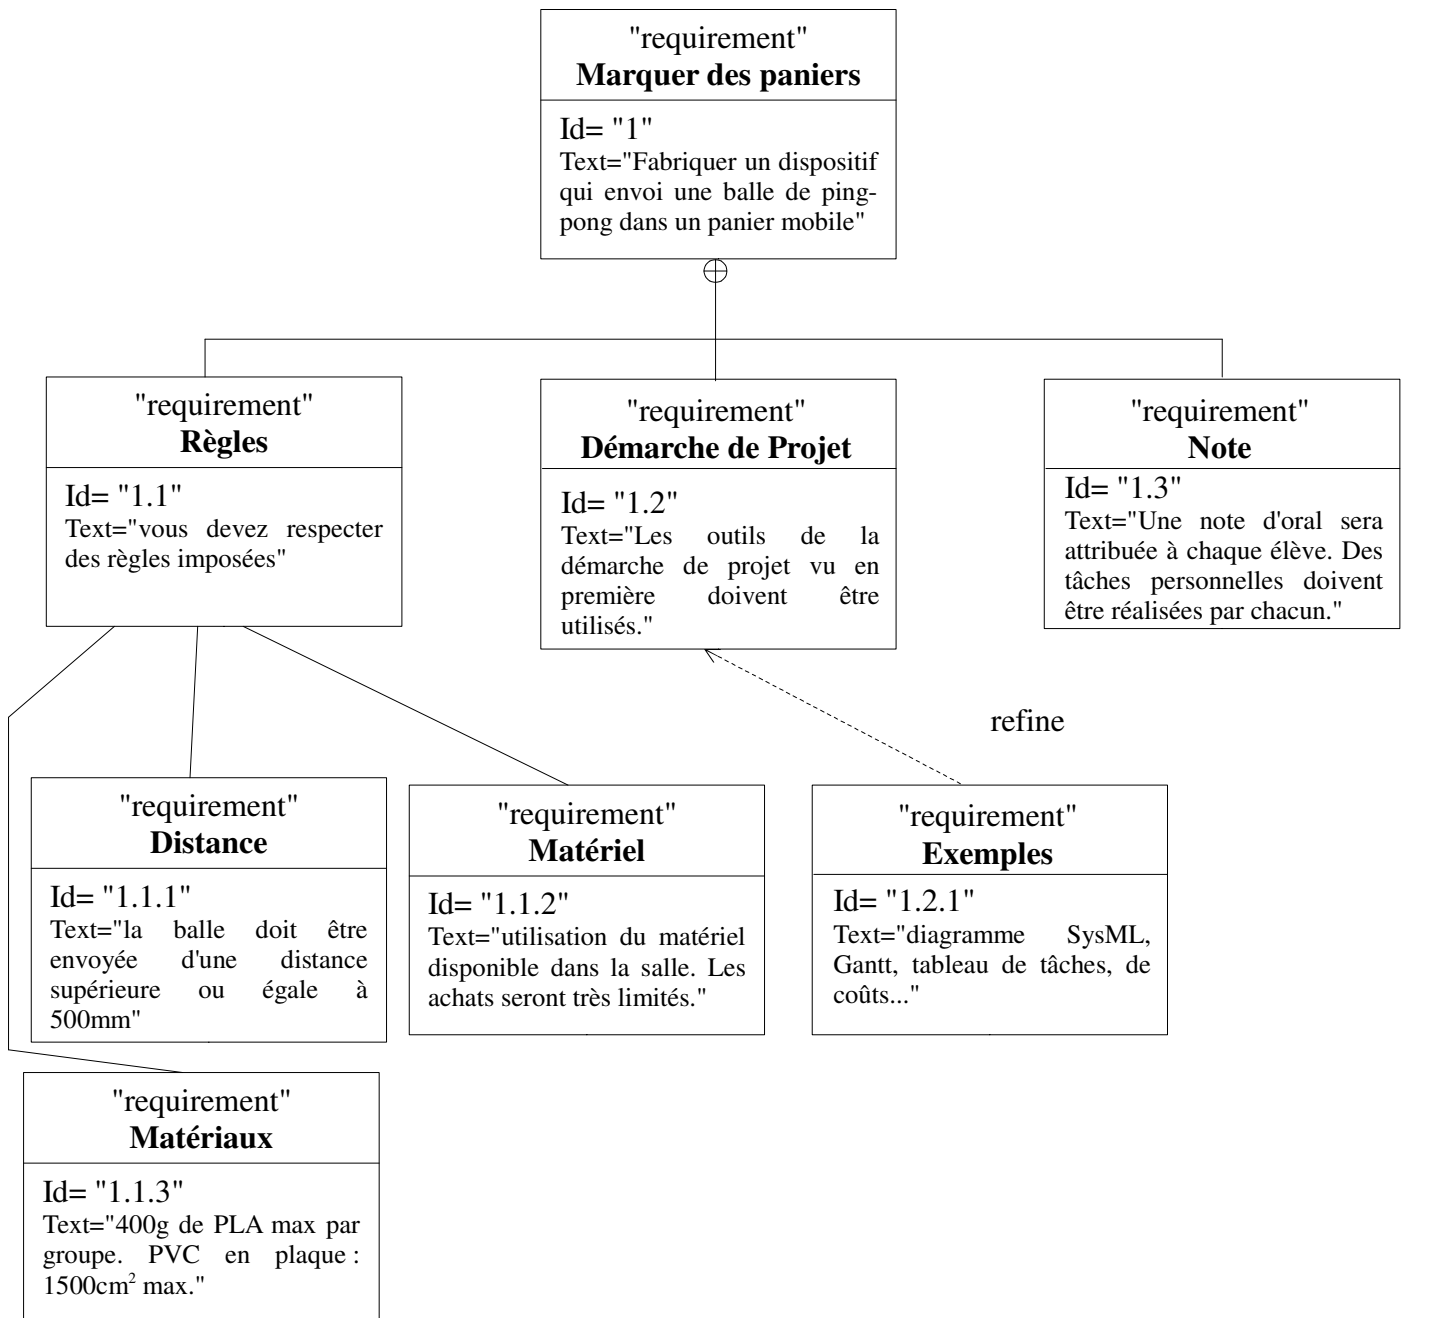 "requirement"
Marquer des paniers
Id= "1"
Text="Fabriquer un dispositif
qui envoi une balle de ping-
pong dans un panier mobile"
"requirement"
Règles
Id= "1.1"
Text="vous devez respecter
des règles imposées"
"requirement"
Démarche de Projet
Id= "1.2"
Text="Les outils de la
démarche de projet vu en
première doivent être
utilisés."
"requirement"
Note
Id= "1.3"
Text="Une note d'oral sera
attribuée à chaque élève. Des
tâches personnelles doivent
être réalisées par chacun."
refine
"requirement"
Distance
Id= "1.1.1"
Text="la balle doit être
envoyée d'une distance
supérieure ou égale à
500mm"
"requirement"
Matériel
Id= "1.1.2"
Text="utilisation du matériel
disponible dans la salle. Les
achats seront très limités."
"requirement"
Exemples
Id= "1.2.1"
Text="diagramme SysML,
Gantt, tableau de tâches, de
coûts..."
"requirement"
Matériaux
Id= "1.1.3"
Text="400g de PLA max par
groupe. PVC en plaque :
1500cm² max."